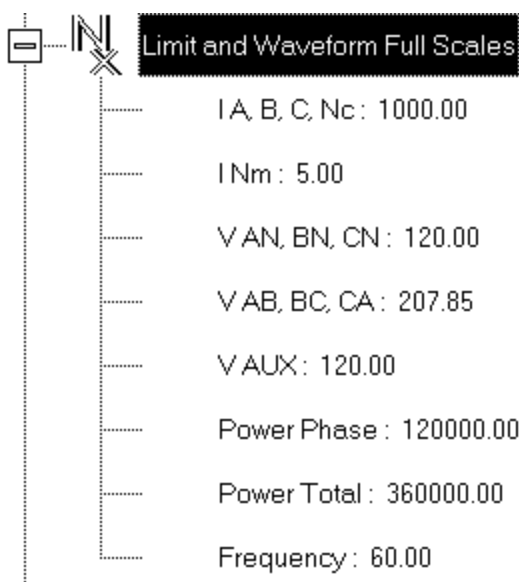 Limit and Waveform Full Scales
I A, B, C, Nc : 1000.00
I Nm : 5.00
V AN, BN, CN : 120.00
V AB, BC, CA : 207.85
V AUX : 120.00
Power Phase : 120000.00
Power Total : 360000.00
Frequency : 60.00